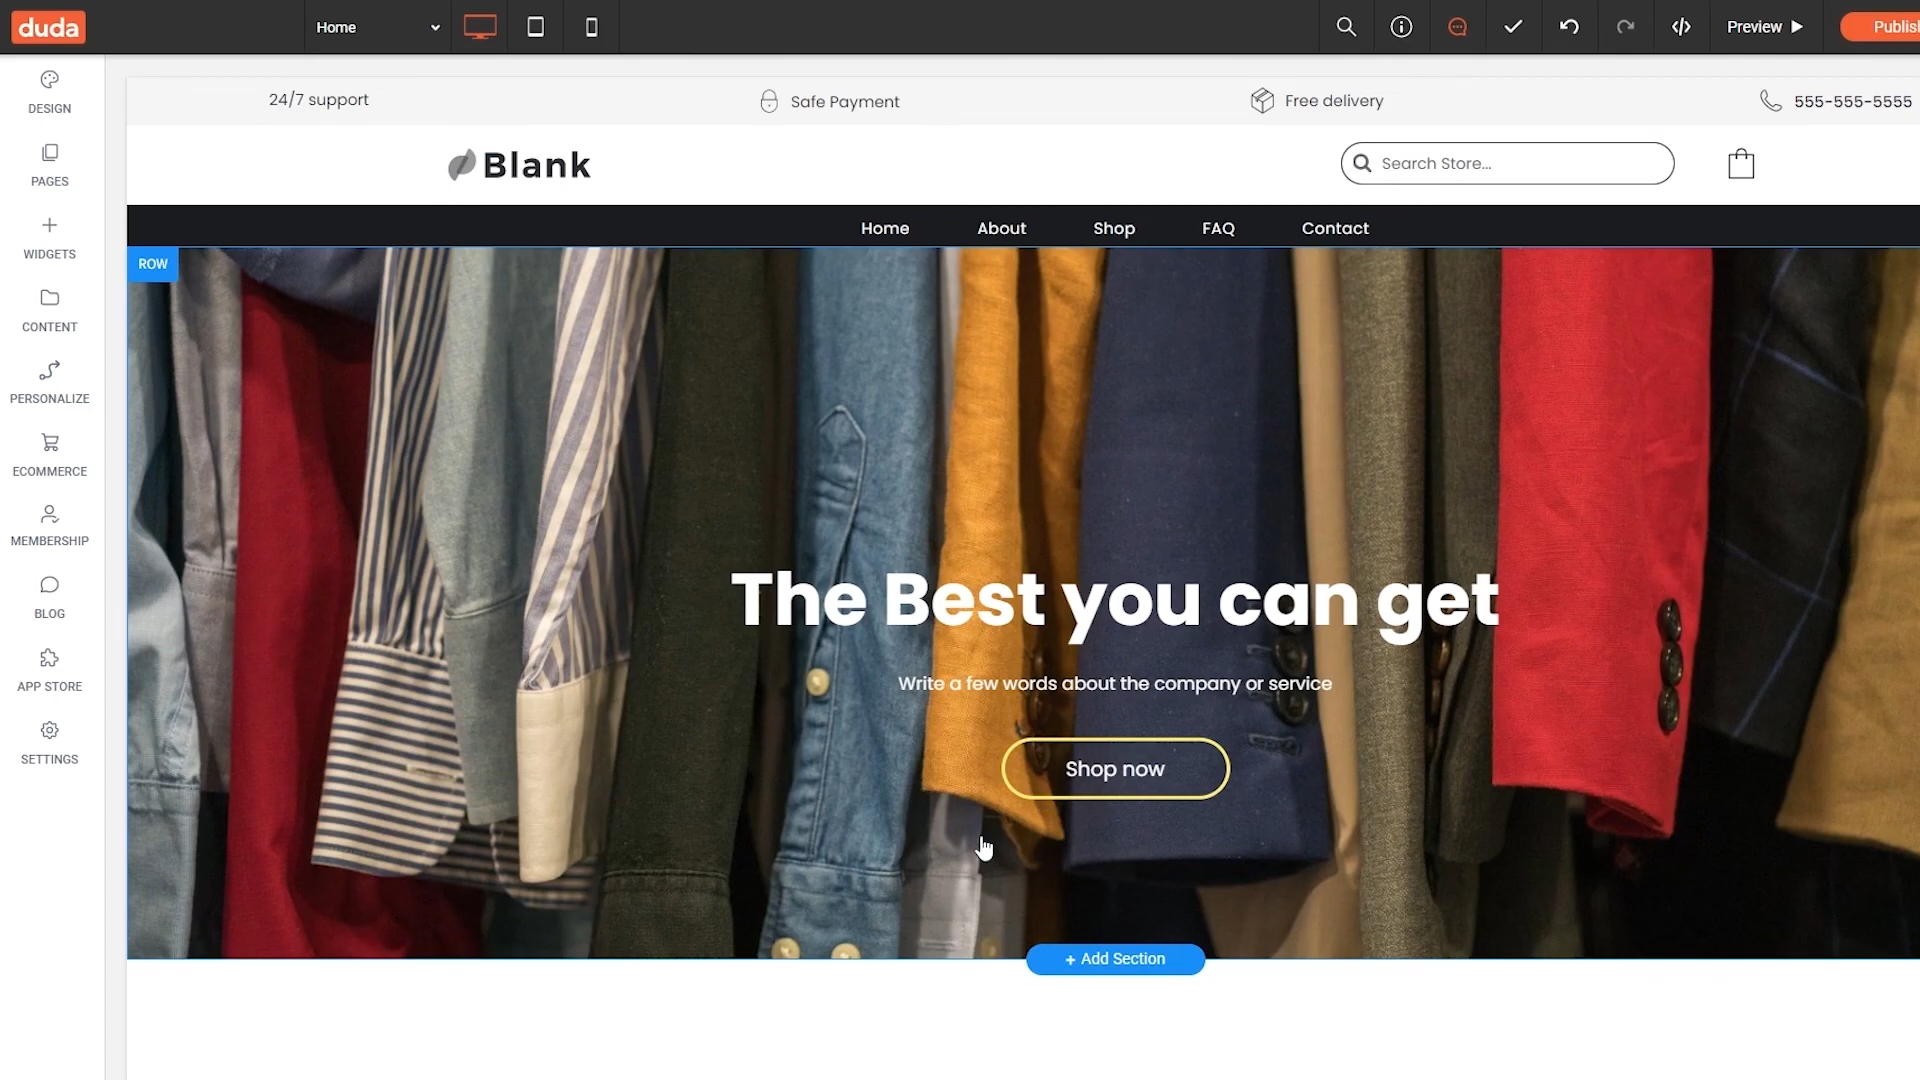 duda
Home
Preview
Publish
DESIGN
PAGES
WIDGETS
CONTENT
PERSONALIZE
ECOMMERCE
MEMBERSHIP
BLOG
APP STORE
SETTINGS
24/7 support
Safe Payment
Free delivery
555-555-5555
Blank
Search Store...
Home
About
Shop
FAQ
Contact
ROW
The Best you can get
Write a few words about the company or service
Shop now
+ Add Section